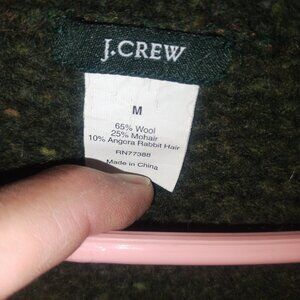 J.CREW
M
65% Wool
25% Mohair
10% Angora Rabbit Hair
RN77388
Made in China